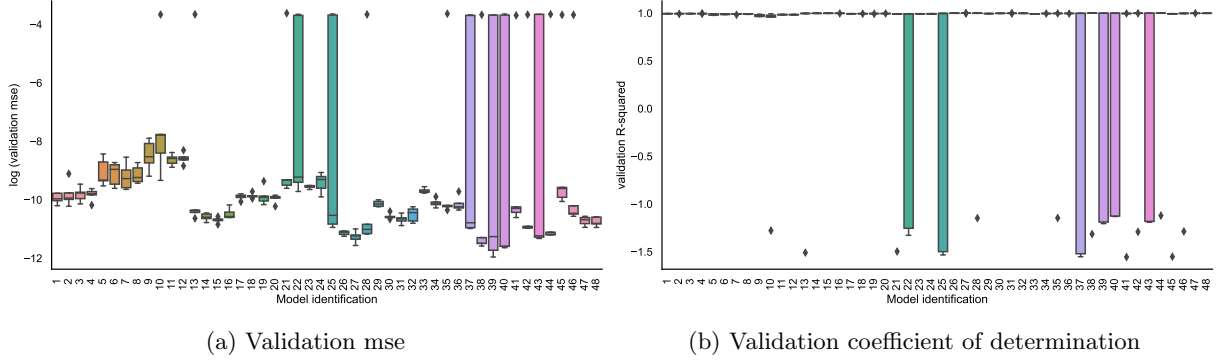 −4
−6
−8
−10
−12
log (validation mse)
1 2 3 4 5 6 7 8 9 10 11 12 13 14 15 16 17 18 19 20 21 22 23 24 25 26 27 28 29 30 31 32 33 34 35 36 37 38 39 40 41 42 43 44 45 46 47 48
Model identification
(a) Validation mse
1.0
0.5
0.0
−0.5
−1.0
−1.5
validation R-squared
1 2 3 4 5 6 7 8 9 10 11 12 13 14 15 16 17 18 19 20 21 22 23 24 25 26 27 28 29 30 31 32 33 34 35 36 37 38 39 40 41 42 43 44 45 46 47 48
Model identification
(b) Validation coefficient of determination